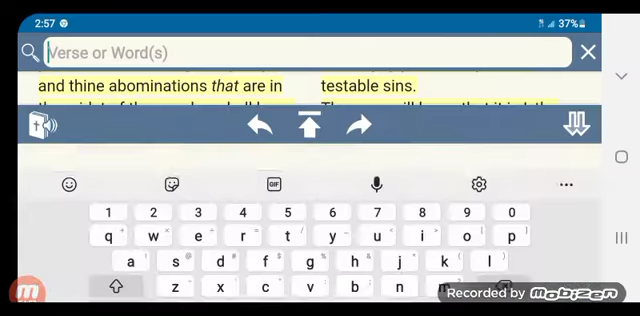 2:57
37%
Verse or Word(s)
and thine abominations that are in
testable sins.
GIF
1 2 3 4 5 6 7 8 9 0
q w e r t y u i o p
+ × ÷ = / _ < > [ ]
a s d f g h j k l
z x c v b n m
Recorded by MOBIZEN